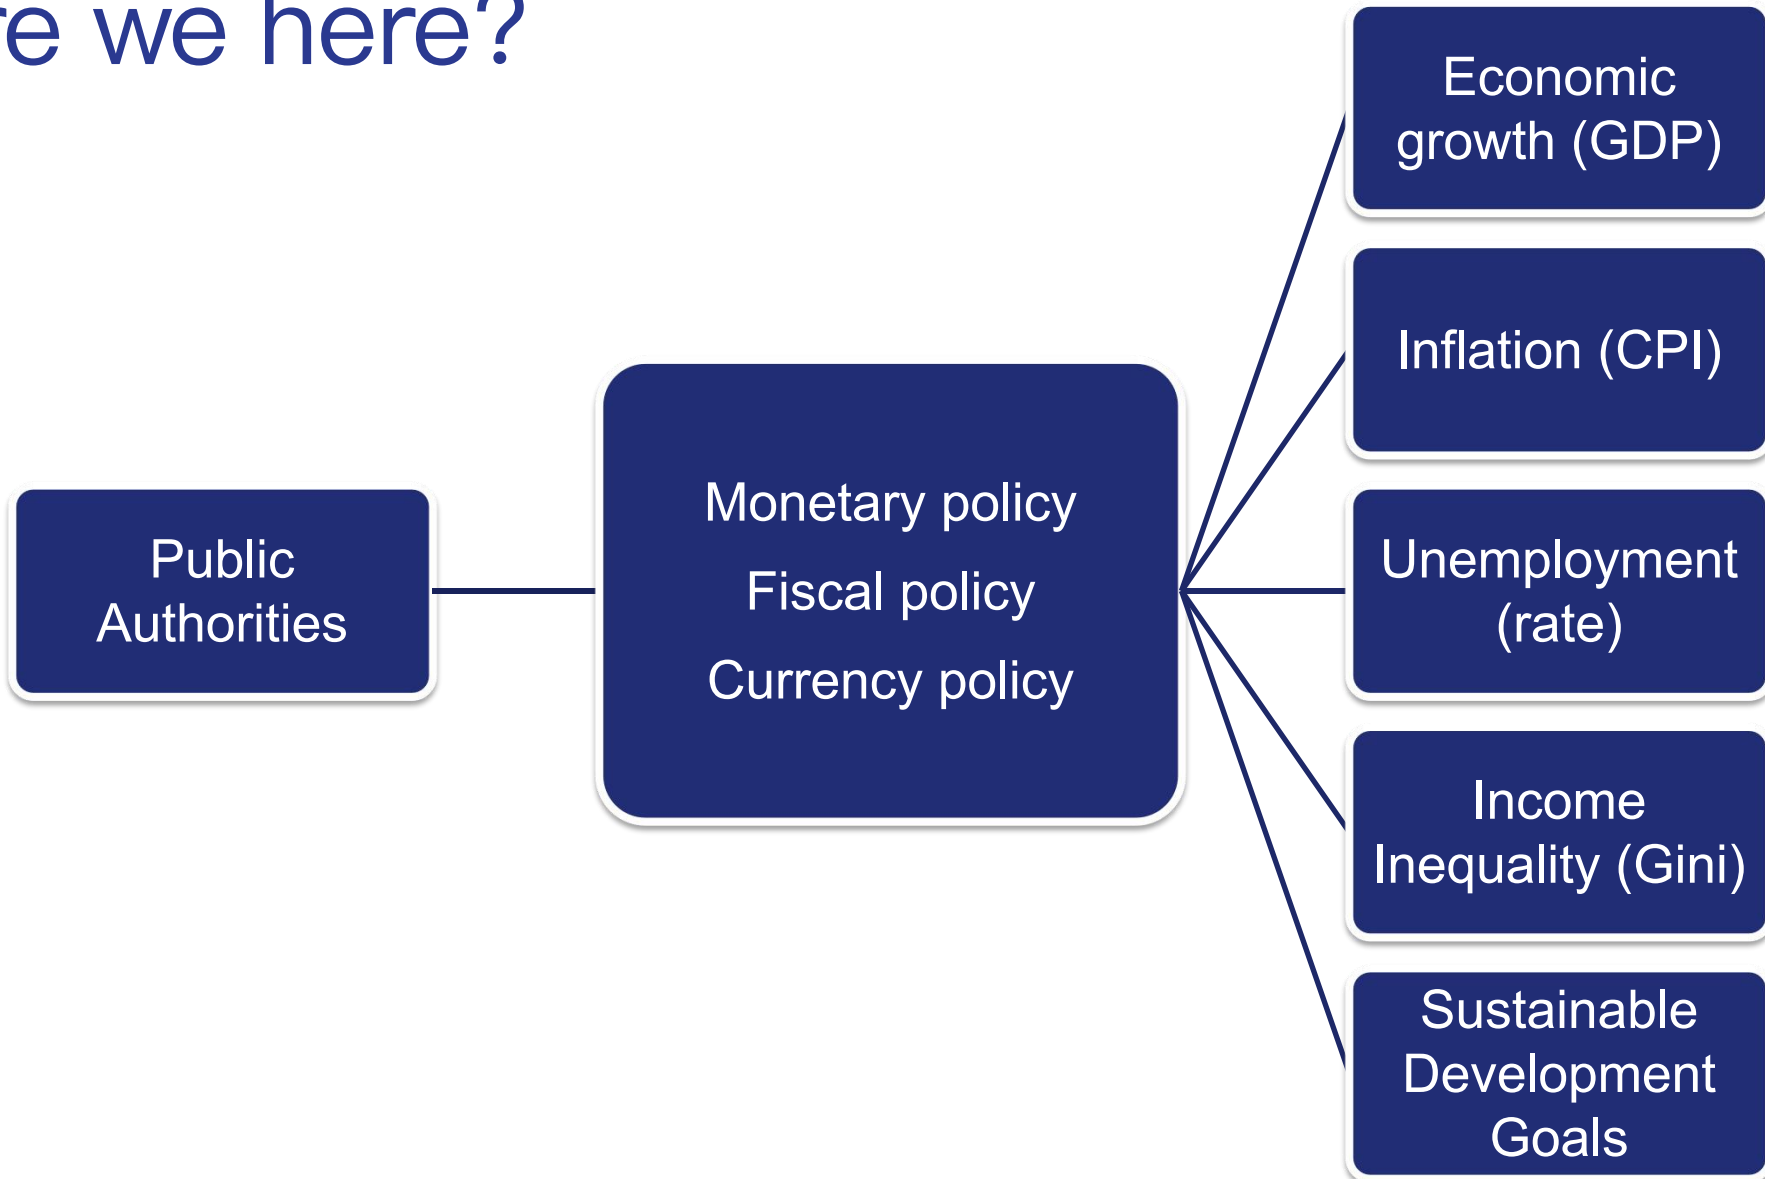 re we here?
Public
Authorities
Monetary policy
Fiscal policy
Currency policy
Economic
growth (GDP)
Inflation (CPI)
Unemployment
(rate)
Income
Inequality (Gini)
Sustainable
Development
Goals